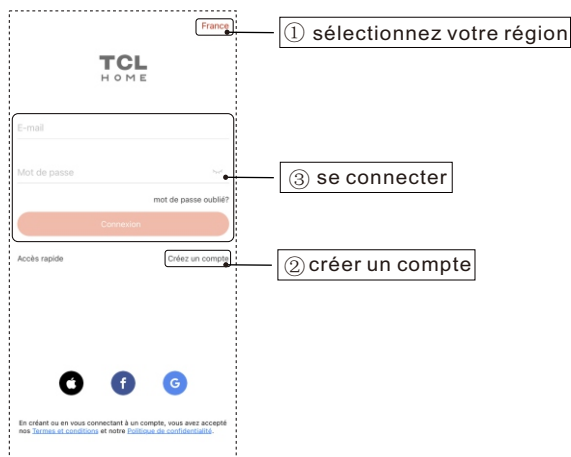 France
① sélectionnez votre région
TCL
HOME
E-mail
Mot de passe
③ se connecter
mot de passe oublié?
Connexion
Accès rapide
Créez un compte
② créer un compte
f
G
En créant ou en vous connectant à un compte, vous avez accepté
nos Termes et conditions et notre Politique de confidentialité.